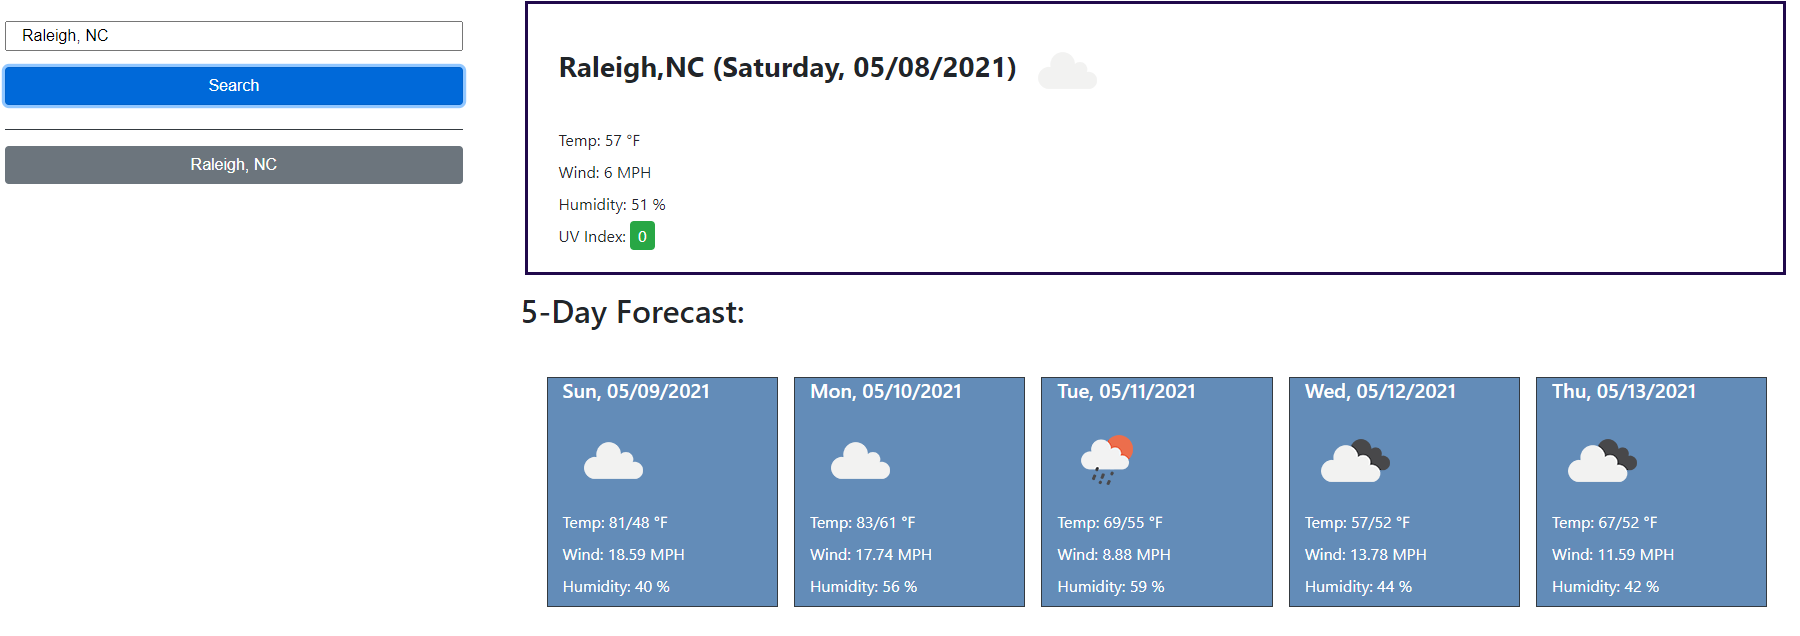 Raleigh, NC
Search
Raleigh, NC
Raleigh,NC (Saturday, 05/08/2021)
Temp: 57 °F
Wind: 6 MPH
Humidity: 51 %
UV Index: 0
5-Day Forecast:
Sun, 05/09/2021
Temp: 81/48 °F
Wind: 18.59 MPH
Humidity: 40 %
Mon, 05/10/2021
Temp: 83/61 °F
Wind: 17.74 MPH
Humidity: 56 %
Tue, 05/11/2021
Temp: 69/55 °F
Wind: 8.88 MPH
Humidity: 59 %
Wed, 05/12/2021
Temp: 57/52 °F
Wind: 13.78 MPH
Humidity: 44 %
Thu, 05/13/2021
Temp: 67/52 °F
Wind: 11.59 MPH
Humidity: 42 %